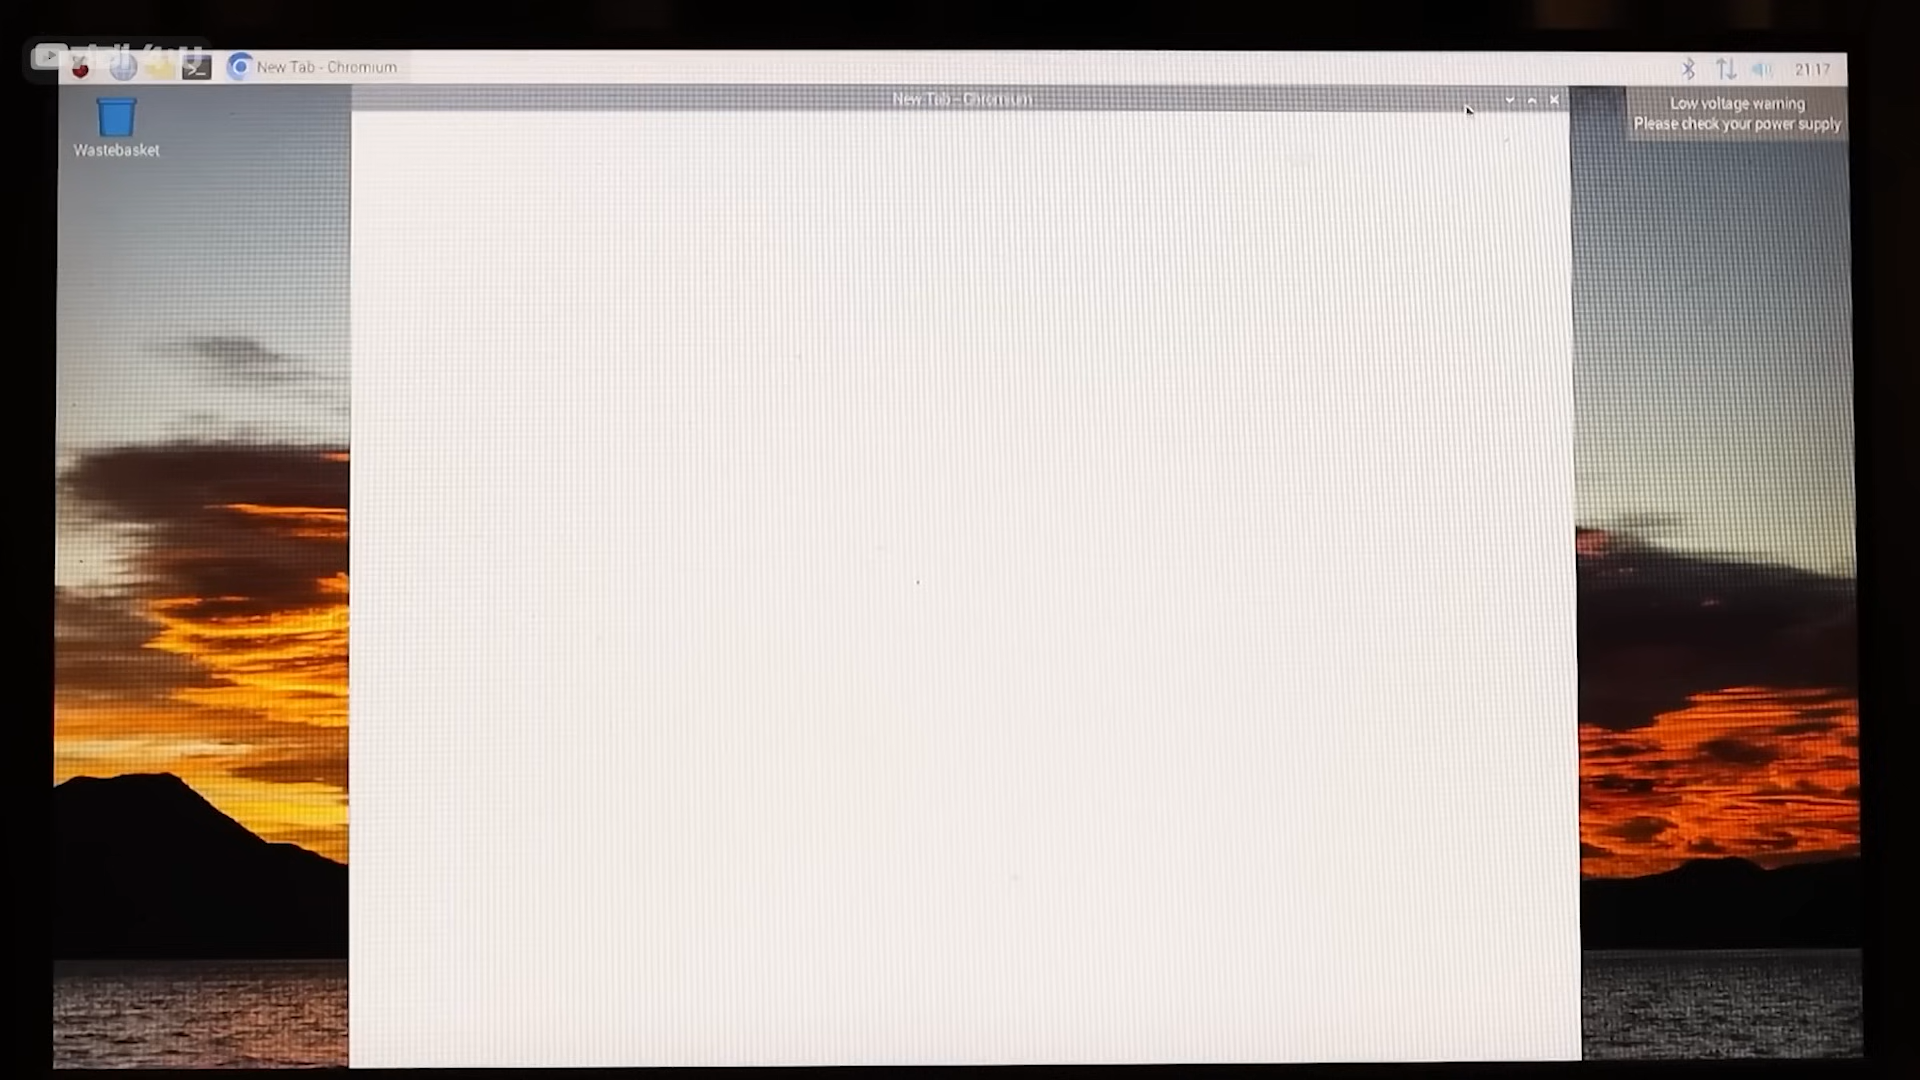 New Tab - Chromium
21:17
New Tab - Chromium
Low voltage warning
Please check your power supply
Wastebasket